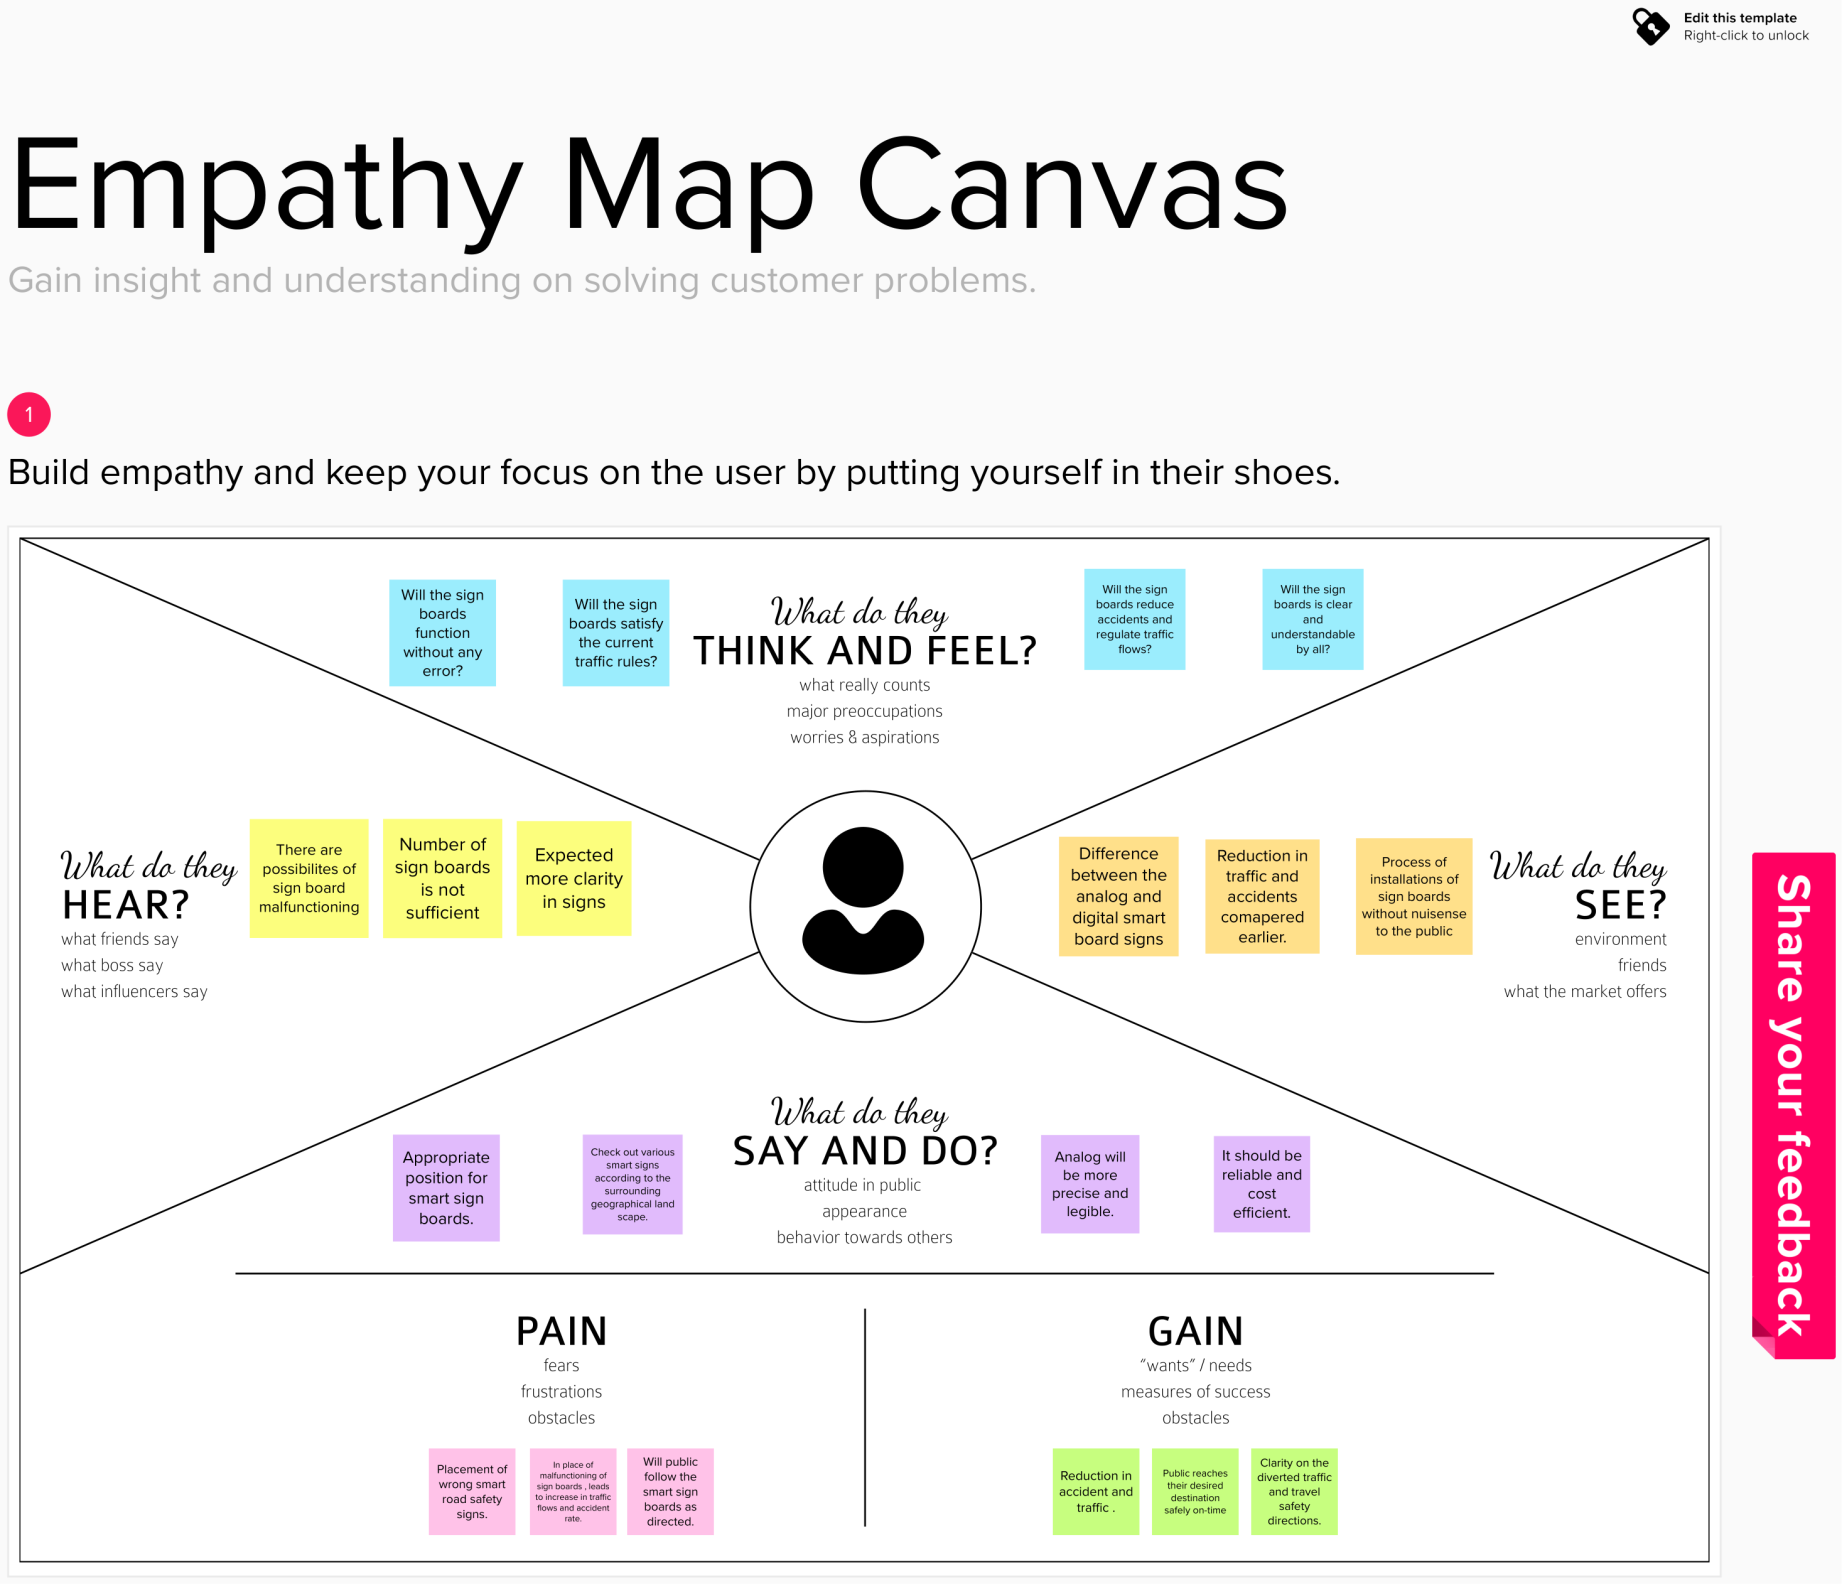 Edit this template
Right-click to unlock
Empathy Map Canvas
Gain insight and understanding on solving customer problems.
1
Build empathy and keep your focus on the user by putting yourself in their shoes.
Will the sign
boards
function
without any
error?
Will the sign
boards satisfy
the current
traffic rules?
What do they
THINK AND FEEL?
what really counts
major preoccupations
worries & aspirations
Will the sign
boards reduce
accidents and
regulate traffic
flows?
Will the sign
boards is clear
and
understandable
by all?
What do they
HEAR?
what friends say
what boss say
what influencers say
There are
possibilites of
sign board
malfunctioning
Number of
sign boards
is not
sufficient
Expected
more clarity
in signs
Difference
between the
analog and
digital smart
board signs
Reduction in
traffic and
accidents
comapered
earlier.
Process of
installations of
sign boards
without nuisense
to the public
What do they
SEE?
environment
friends
what the market offers
Share your feedback
Appropriate
position for
smart sign
boards.
Check out various
smart signs
according to the
surrounding
geographical land
scape.
What do they
SAY AND DO?
attitude in public
appearance
behavior towards others
Analog will
be more
precise and
legible.
It should be
reliable and
cost
efficient.
PAIN
fears
frustrations
obstacles
Placement of
wrong smart
road safety
signs.
In place of
malfunctioning of
sign boards , leads
to increase in traffic
flows and accident
rate.
Will public
follow the
smart sign
boards as
directed.
GAIN
“wants” / needs
measures of success
obstacles
Reduction in
accident and
traffic .
Public reaches
their desired
destination
safely on-time
Clarity on the
diverted traffic
and travel
safety
directions.